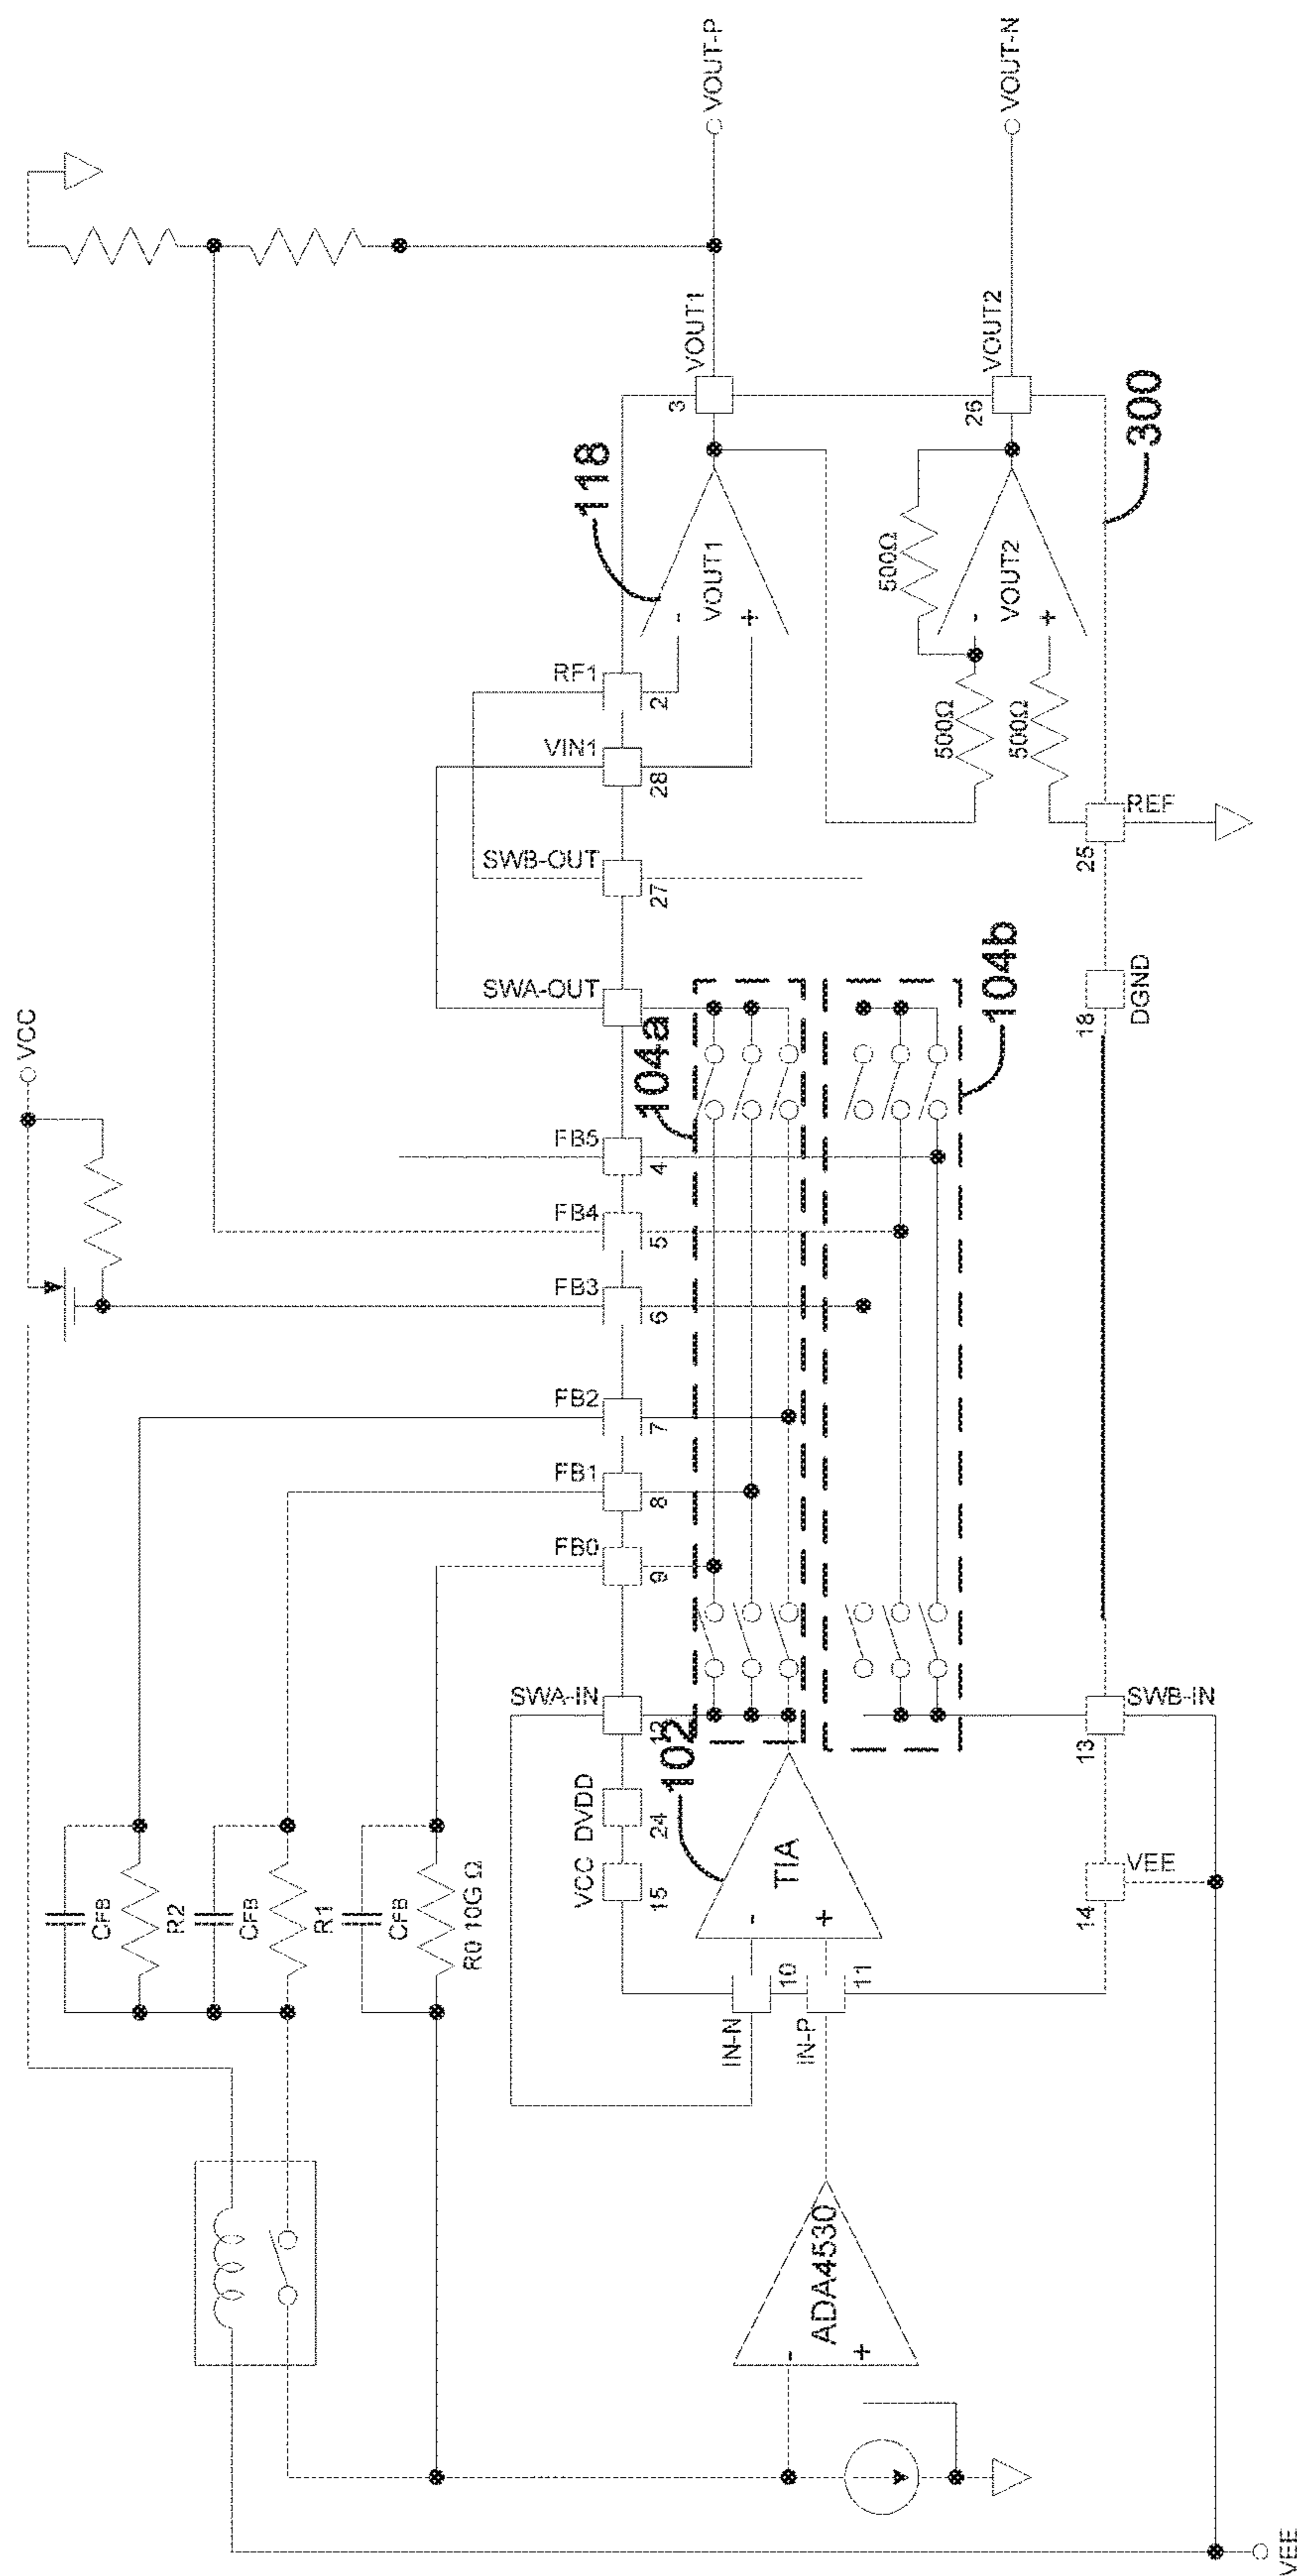 VCC
VOUT-P
VOUT-N
CFB
R2
CFB
R1
CFB
R0 10G Ω
FB0
9
FB1
8
FB2
7
FB3
6
FB4
5
FB5
4
SWA-OUT
SWB-OUT
27
VIN1
28
RF1
2
118
VOUT1
3
- VOUT1 +
VCC
15
DVDD
24
SWA-IN
12
102
104a
104b
IN-N
10
IN-P
11
- TIA +
ADA4530
- +
500Ω
500Ω
500Ω
- VOUT2 +
VOUT2
26
300
14
VEE
13
SWB-IN
18
DGND
25
REF
VEE